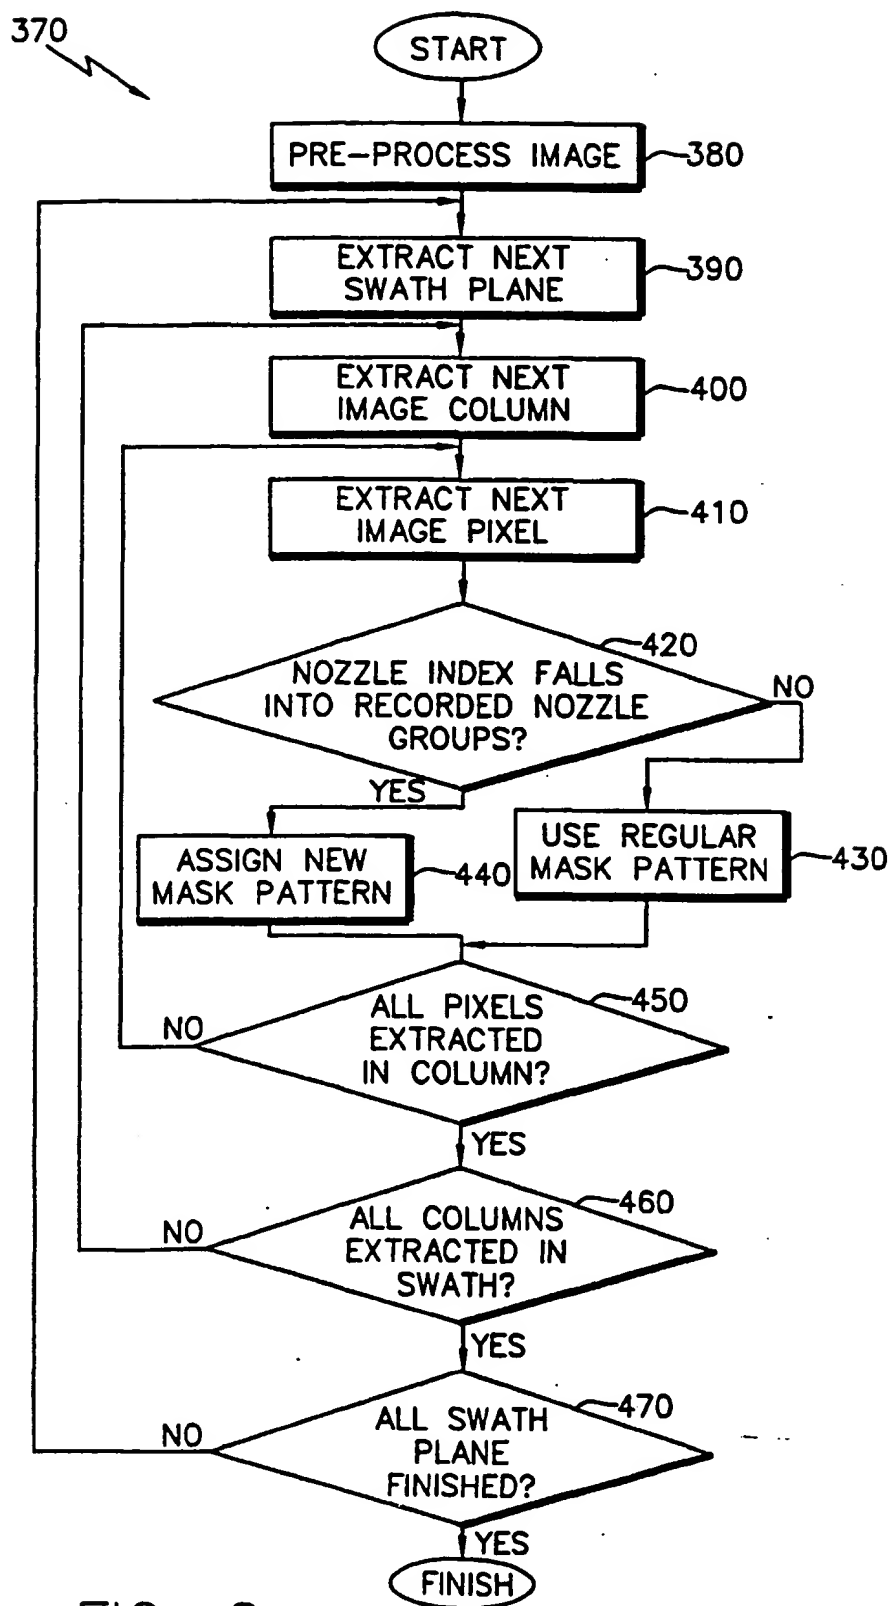 370
START
PRE-PROCESS IMAGE
380
EXTRACT NEXT
SWATH PLANE
390
EXTRACT NEXT
IMAGE COLUMN
400
EXTRACT NEXT
IMAGE PIXEL
410
420
NOZZLE INDEX FALLS
INTO RECORDED NOZZLE
GROUPS?
NO
YES
ASSIGN NEW
MASK PATTERN
440
USE REGULAR
MASK PATTERN
430
450
ALL PIXELS
EXTRACTED
IN COLUMN?
NO
YES
460
ALL COLUMNS
EXTRACTED IN
SWATH?
NO
YES
470
ALL SWATH
PLANE
FINISHED?
NO
YES
FINISH